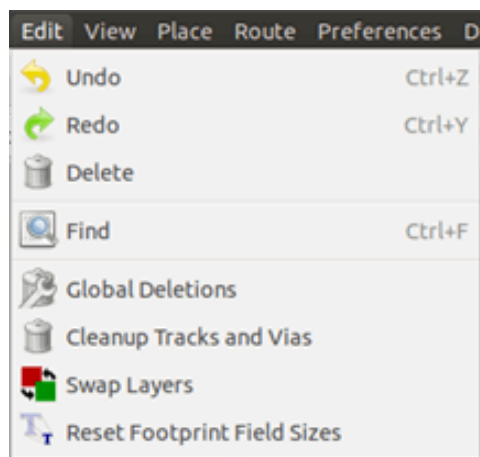 Edit View Place Route Preferences D
Undo Ctrl+Z
Redo Ctrl+Y
Delete
Find Ctrl+F
Global Deletions
Cleanup Tracks and Vias
Swap Layers
Reset Footprint Field Sizes